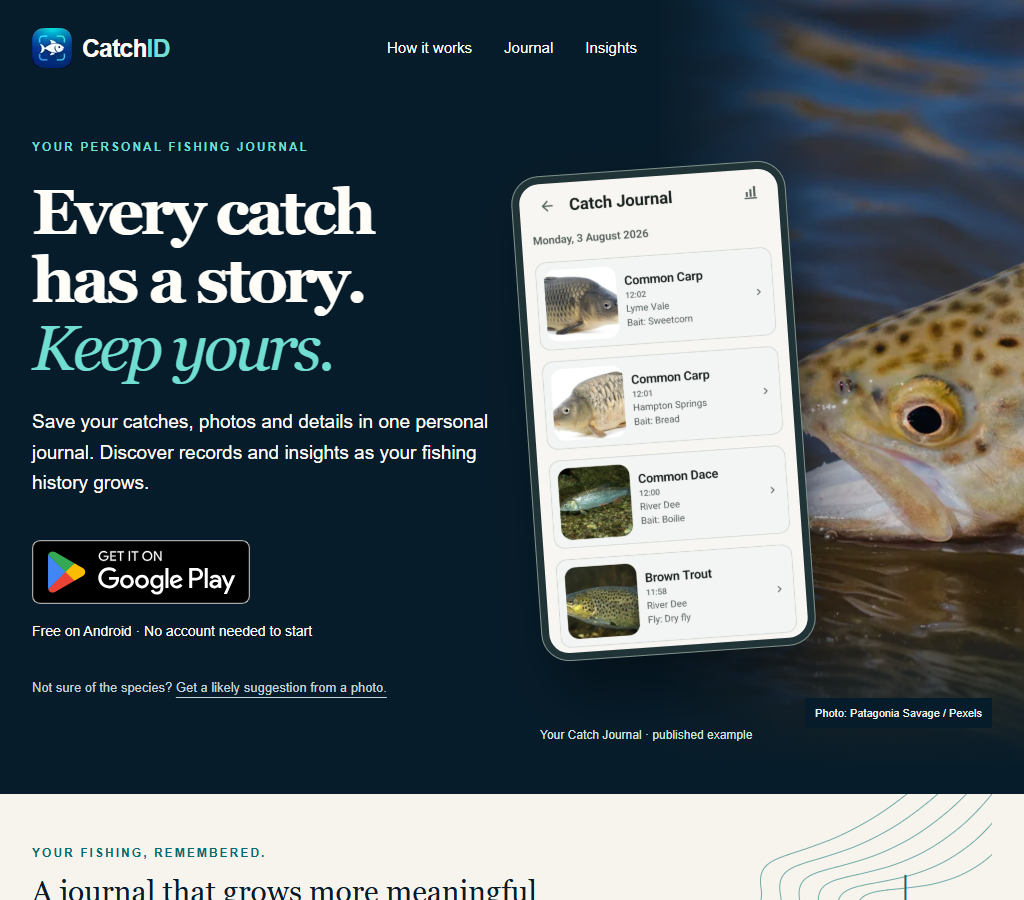 CatchID
How it works
Journal
Insights
YOUR PERSONAL FISHING JOURNAL
Every catch
has a story.
Keep yours.
Save your catches, photos and details in one personal
journal. Discover records and insights as your fishing
history grows.
GET IT ON
Google Play
Free on Android · No account needed to start
Not sure of the species? Get a likely suggestion from a photo.
Catch Journal
Monday, 3 August 2026
Common Carp
12:02
Lyme Vale
Bait: Sweetcorn
Common Carp
12:01
Hampton Springs
Bait: Bread
Common Dace
12:00
River Dee
Bait: Boilie
Brown Trout
11:58
River Dee
Fly: Dry fly
Photo: Patagonia Savage / Pexels
Your Catch Journal · published example
YOUR FISHING, REMEMBERED.
A journal that grows more meaningful